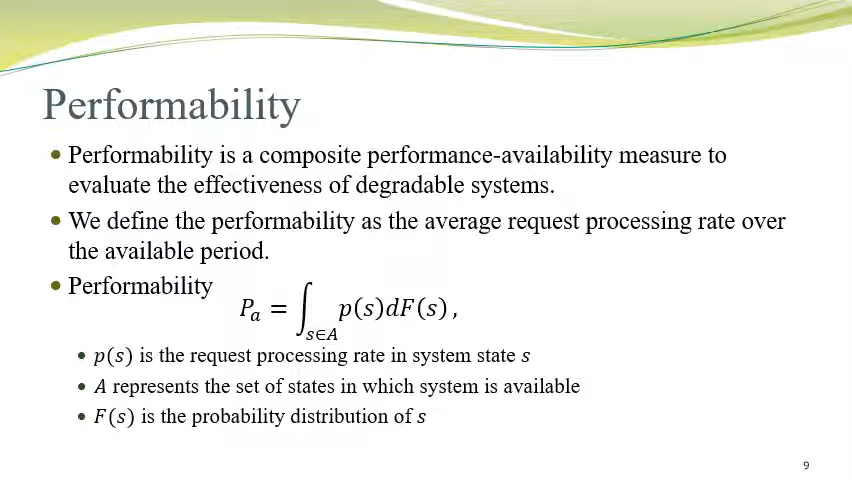 Performability
• Performability is a composite performance-availability measure to
evaluate the effectiveness of degradable systems.
• We define the performability as the average request processing rate over
the available period.
• Performability
𝑃ₐ = ∫_{𝑠∈𝐴} 𝑝(𝑠)𝑑𝐹(𝑠) ,
• 𝑝(𝑠) is the request processing rate in system state 𝑠
• 𝐴 represents the set of states in which system is available
• 𝐹(𝑠) is the probability distribution of 𝑠
9